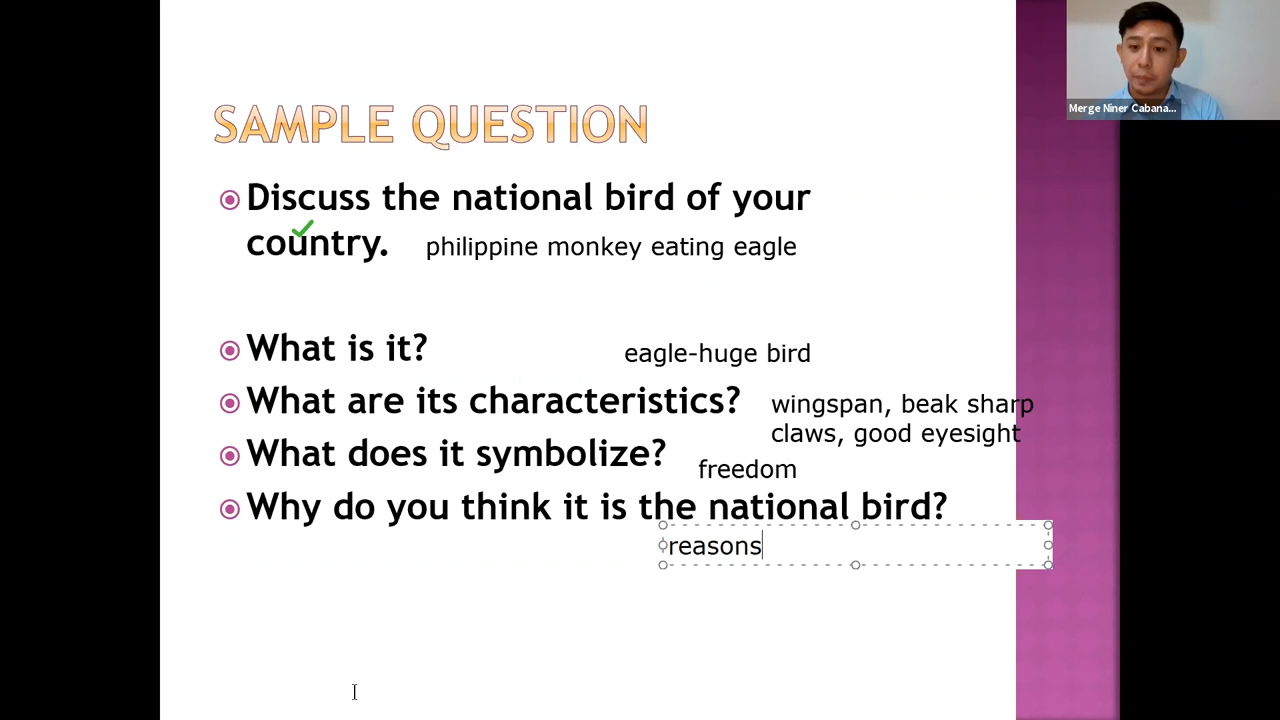 Merge Niner Cabana...
SAMPLE QUESTION
Discuss the national bird of your
country. philippine monkey eating eagle
What is it? eagle-huge bird
What are its characteristics? wingspan, beak sharp
claws, good eyesight
What does it symbolize? freedom
Why do you think it is the national bird?
reasons